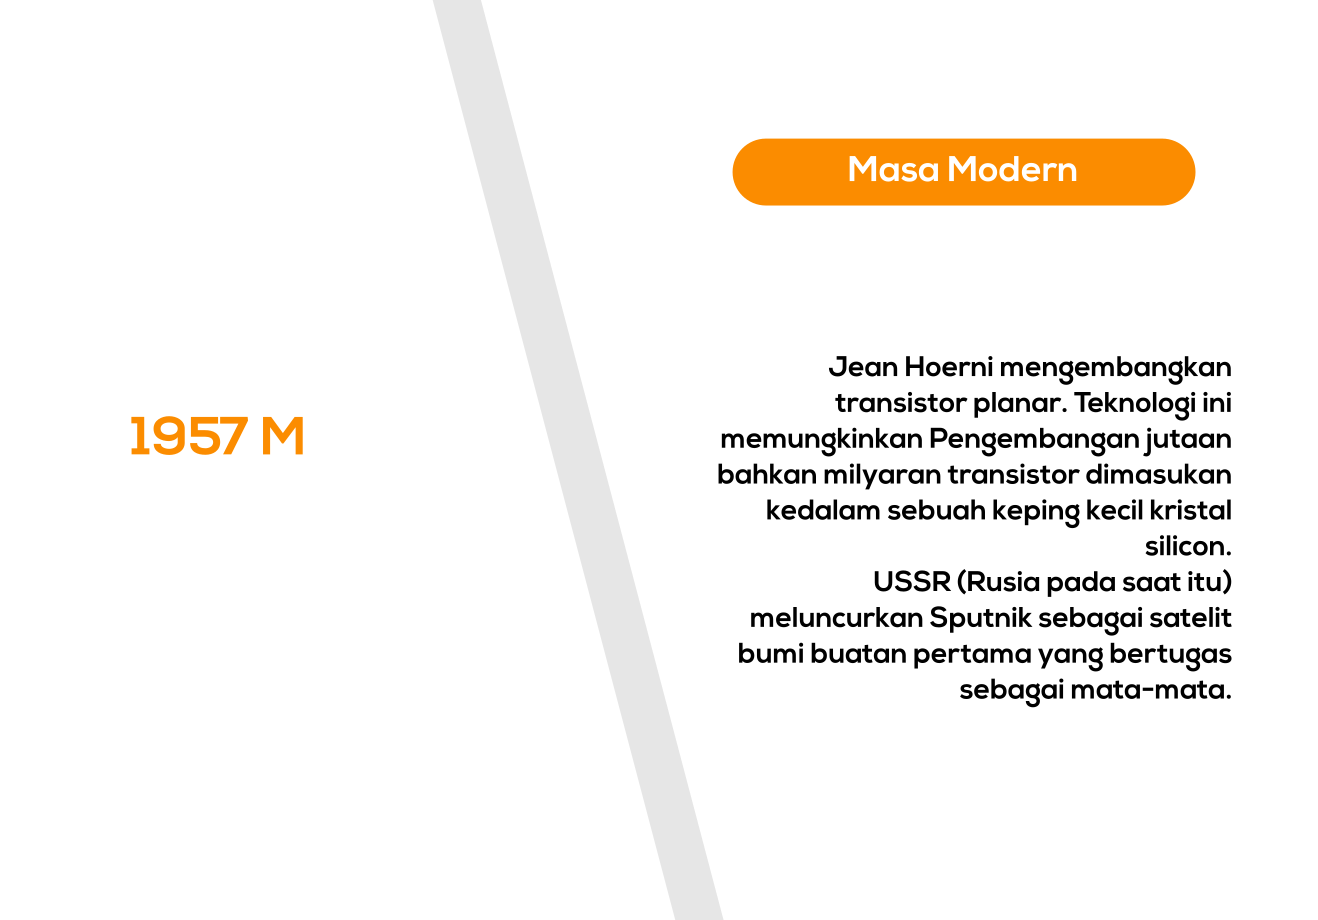 Masa Modern
1957 M
Jean Hoerni mengembangkan
transistor planar. Teknologi ini
memungkinkan Pengembangan jutaan
bahkan milyaran transistor dimasukan
kedalam sebuah keping kecil kristal
silicon.
USSR (Rusia pada saat itu)
meluncurkan Sputnik sebagai satelit
bumi buatan pertama yang bertugas
sebagai mata-mata.